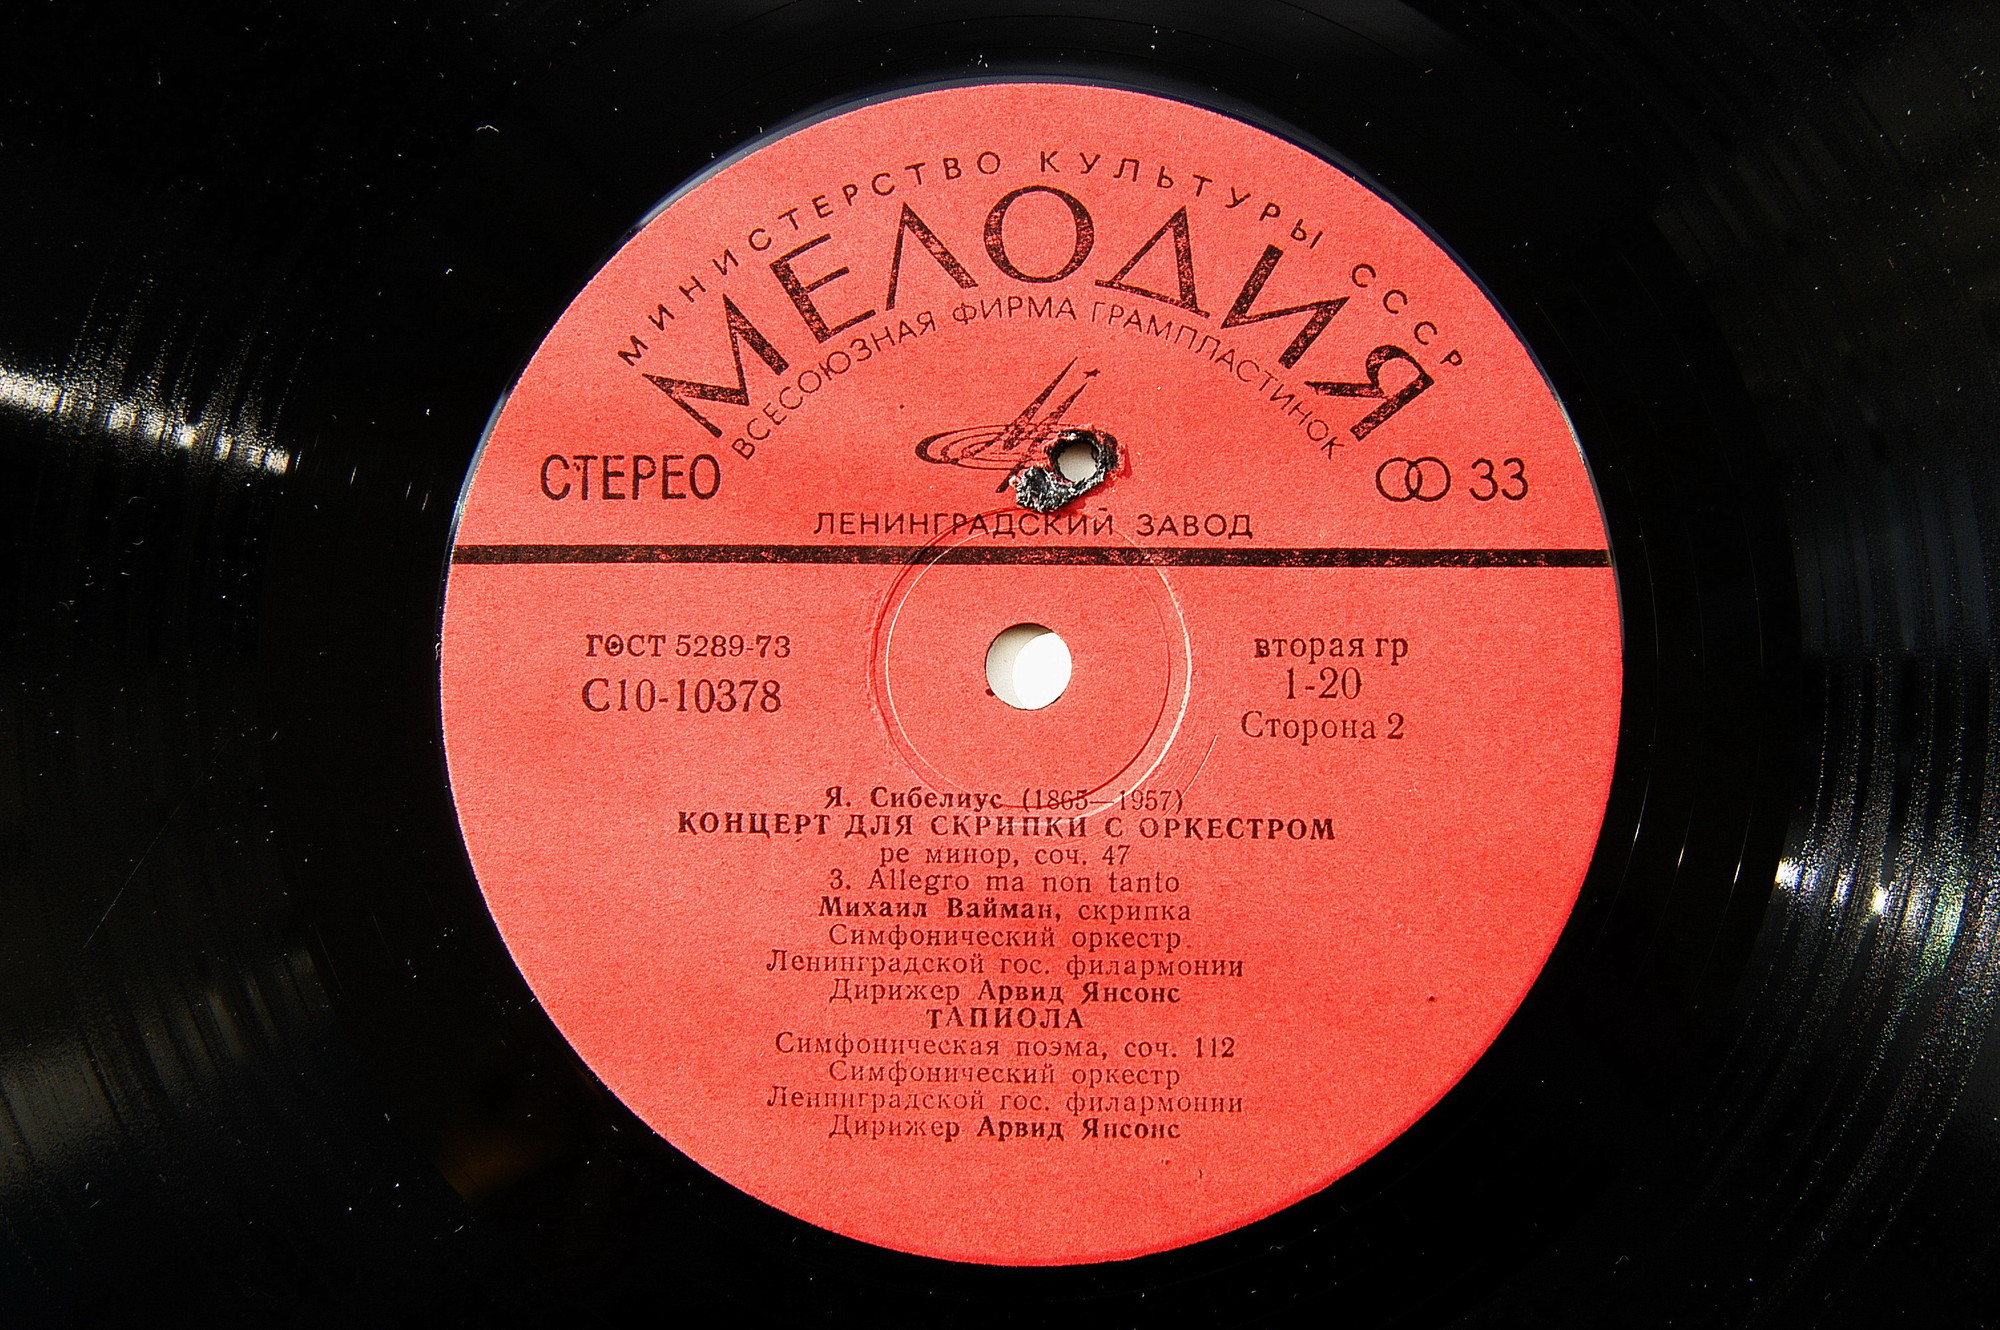 МИНИСТЕРСТВО КУЛЬТУРЫ СССР
МЕЛОДИЯ
ВСЕСОЮЗНАЯ ФИРМА ГРАМПЛАСТИНОК
СТЕРЕО
33
ЛЕНИНГРАДСКИЙ ЗАВОД
ГОСТ 5289-73
С10-10378
вторая гр
1-20
Сторона 2
Я. Сибелиус (1865—1957)
КОНЦЕРТ ДЛЯ СКРИПКИ С ОРКЕСТРОМ
ре минор, соч. 47
3. Allegro ma non tanto
Михаил Вайман, скрипка
Симфонический оркестр
Ленинградской гос. филармонии
Дирижер Арвид Янсонс
ТАПИОЛА
Симфоническая поэма, соч. 112
Симфонический оркестр
Ленинградской гос. филармонии
Дирижер Арвид Янсонс